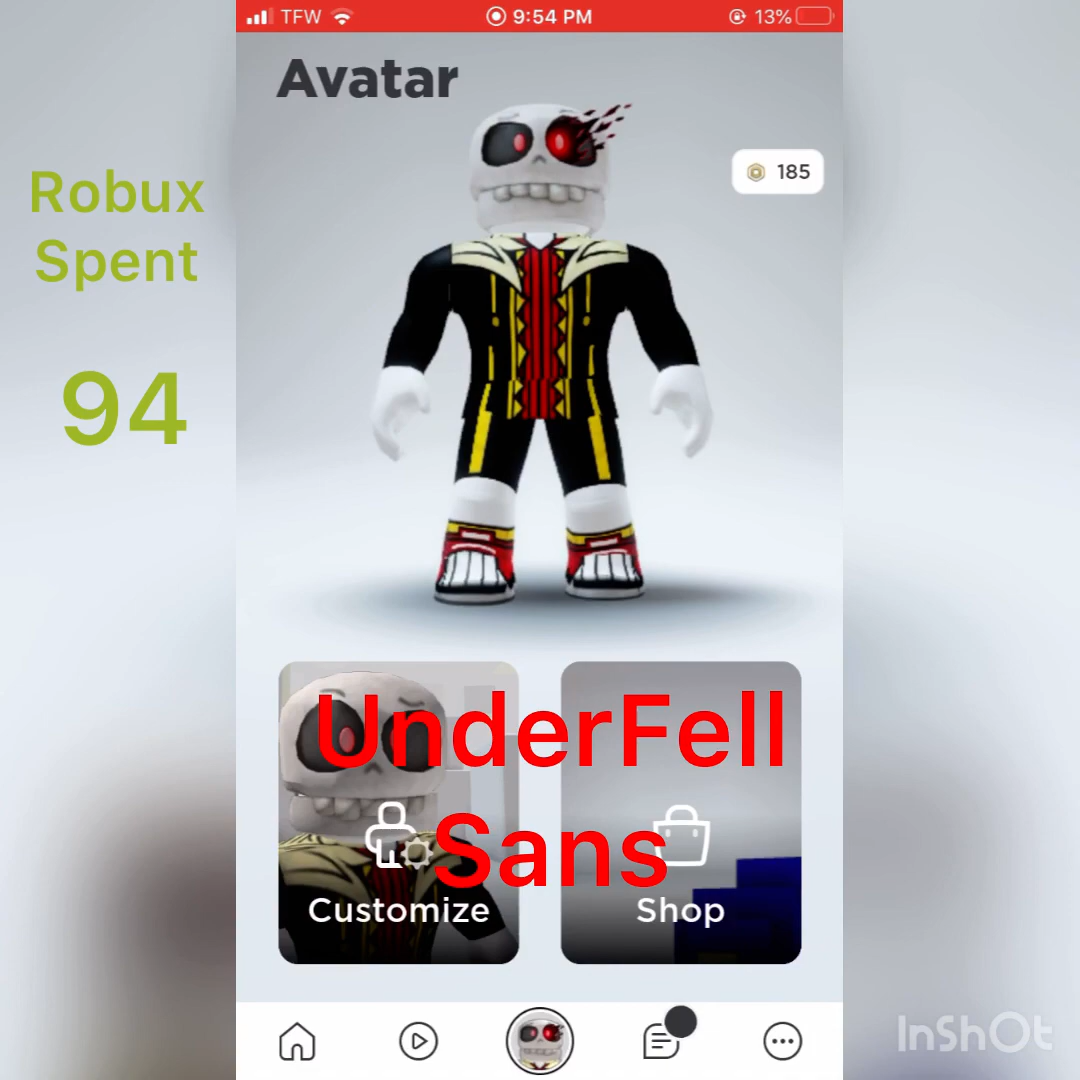 TFW 9:54 PM 13%
Avatar
185
Robux
Spent
94
UnderFell
Sans
Customize
Shop
InShOt